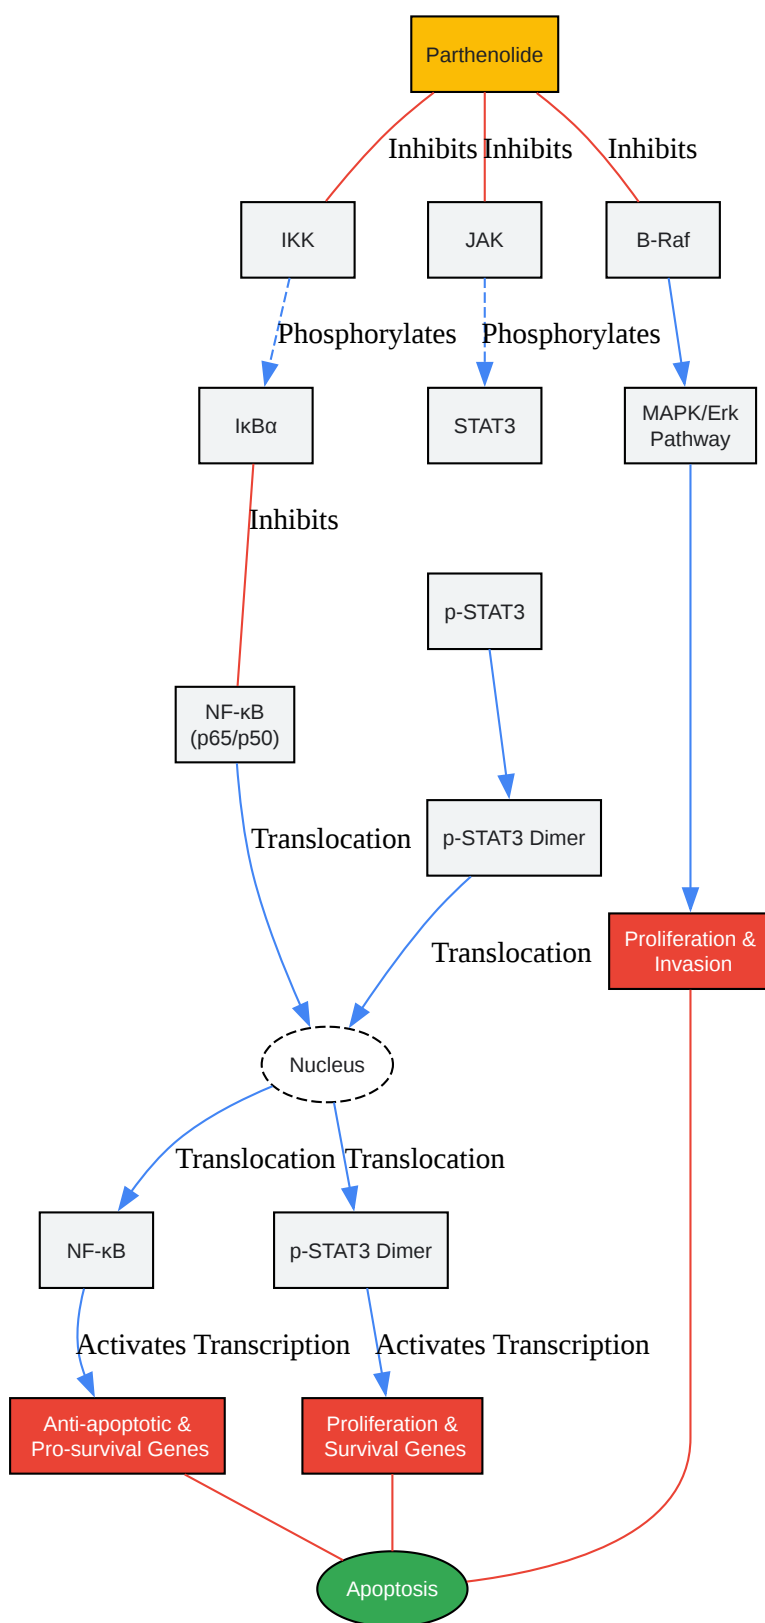 Parthenolide
Inhibits
Inhibits
Inhibits
IKK
JAK
B-Raf
Phosphorylates
Phosphorylates
IκBα
STAT3
MAPK/Erk
Pathway
Inhibits
p-STAT3
NF-κB
(p65/p50)
Translocation
p-STAT3 Dimer
Translocation
Proliferation &
Invasion
Nucleus
Translocation
Translocation
NF-κB
p-STAT3 Dimer
Activates Transcription
Activates Transcription
Anti-apoptotic &
Pro-survival Genes
Proliferation &
Survival Genes
Apoptosis